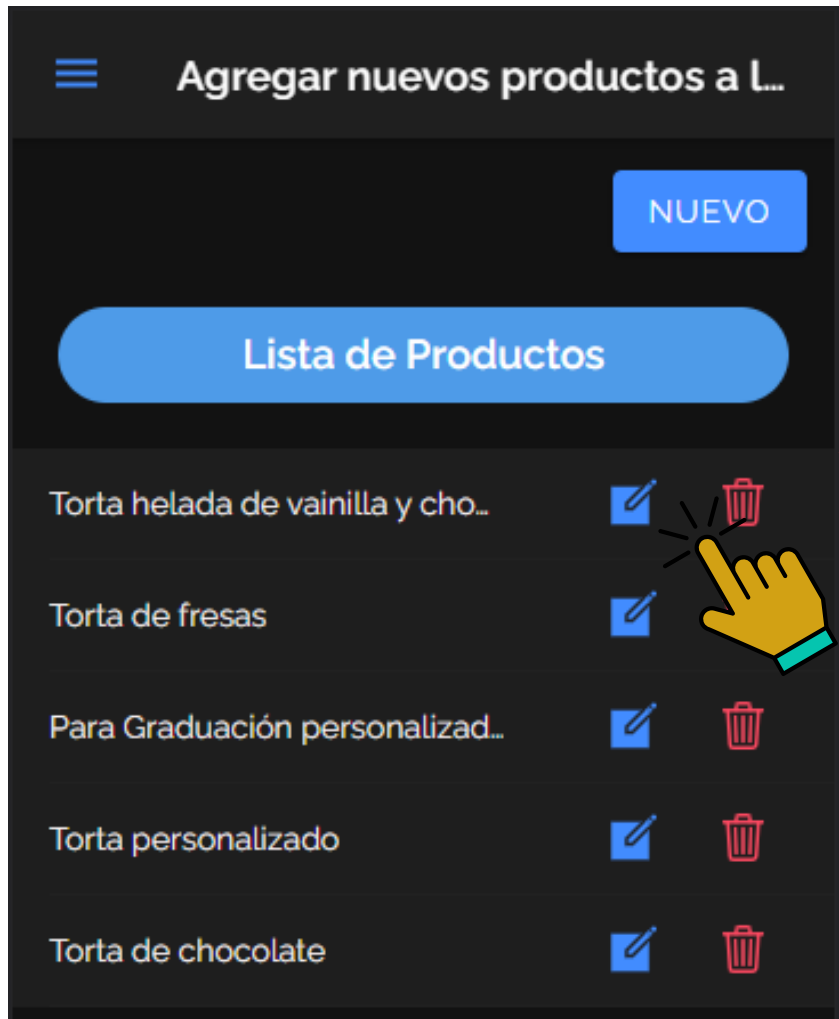 Agregar nuevos productos a l...
NUEVO
Lista de Productos
Torta helada de vainilla y cho...
Torta de fresas
Para Graduación personalizad...
Torta personalizado
Torta de chocolate